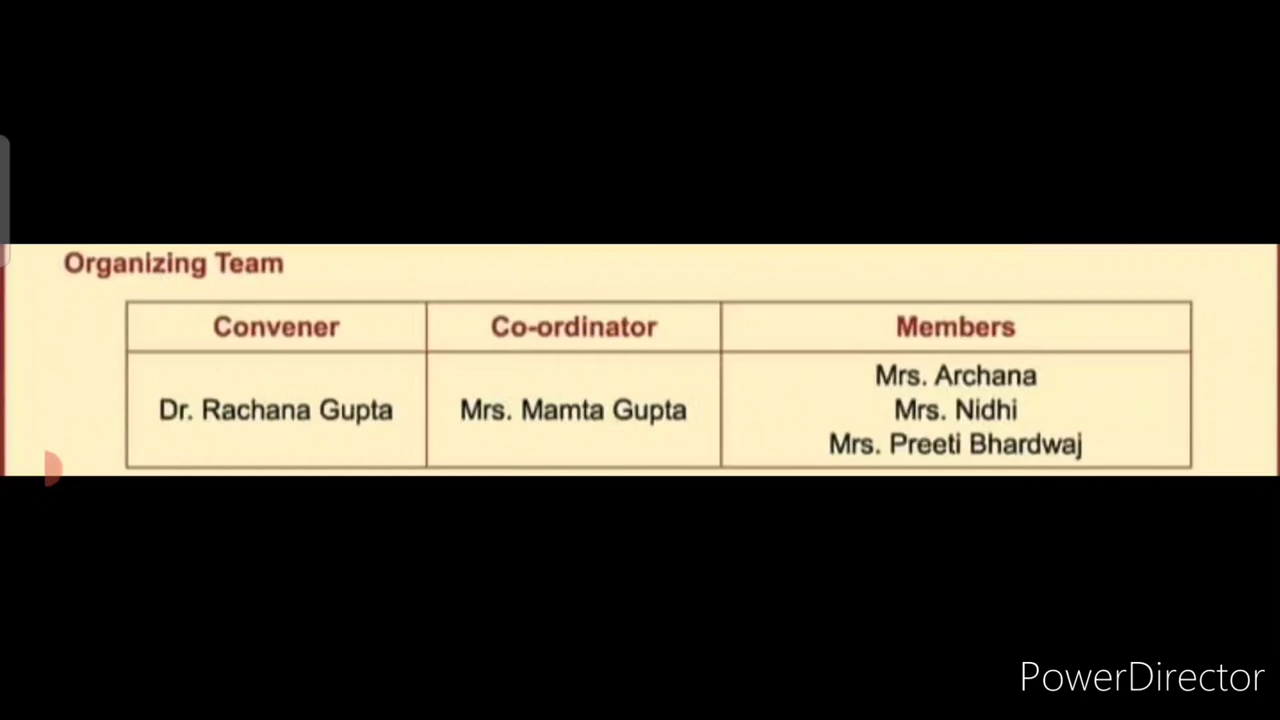 Organizing Team
Convener Co-ordinator Members
Mrs. Archana
Dr. Rachana Gupta Mrs. Mamta Gupta Mrs. Nidhi
Mrs. Preeti Bhardwaj
PowerDirector